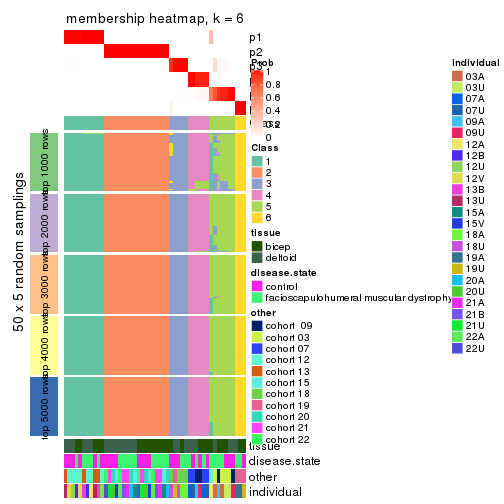 membership heatmap, k = 6
p1
p2
p3
Prob
1
0.8
0.6
0.4
0.2
0
Class
1
2
3
4
5
6
tissue
bicep
deltoid
disease.state
control
facioscapulohumeral muscular dystrophy
other
cohort 09
cohort 03
cohort 07
cohort 12
cohort 13
cohort 15
cohort 18
cohort 19
cohort 20
cohort 21
cohort 22
individual
03A
03U
07A
07U
09A
09U
12A
12B
12U
12V
13B
13U
15A
15V
18A
18U
19A
19U
20A
20U
21A
21B
21U
22A
22U
50 x 5 random samplings
top 1000 rows
top 2000 rows
top 3000 rows
top 4000 rows
top 5000 rows
tissue
disease.state
other
individual